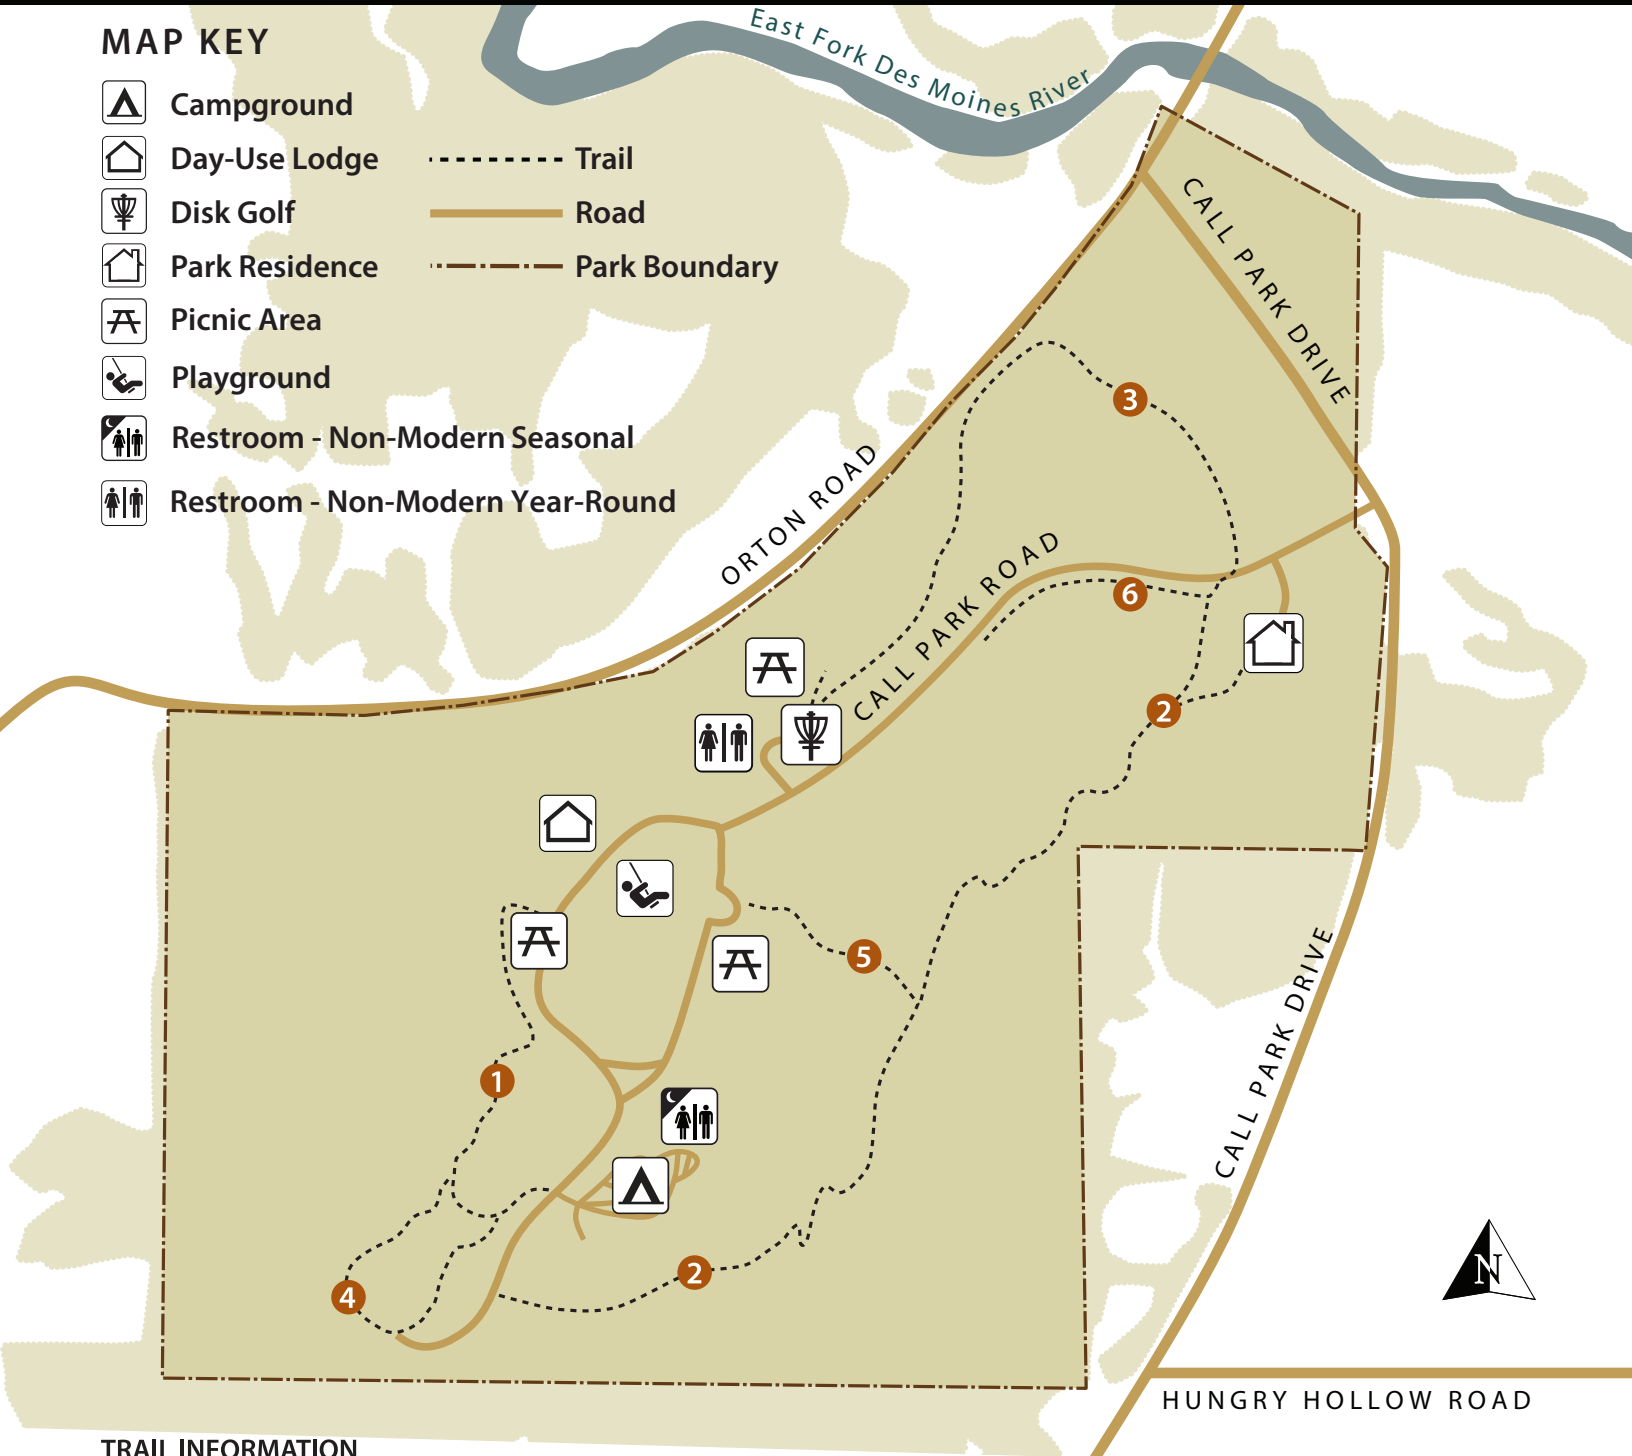 MAP KEY
Campground
Day-Use Lodge
Trail
Disk Golf
Road
Park Residence
Park Boundary
Picnic Area
Playground
Restroom - Non-Modern Seasonal
Restroom - Non-Modern Year-Round
East Fork Des Moines River
CALL PARK DRIVE
ORTON ROAD
CALL PARK ROAD
3
6
2
5
1
2
4
CALL PARK DRIVE
N
HUNGRY HOLLOW ROAD
TRAIL INFORMATION